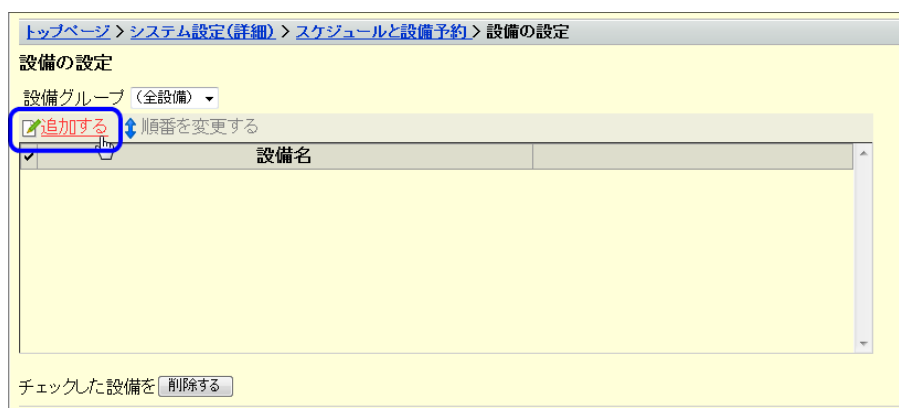 トップページ > システム設定(詳細) > スケジュールと設備予約 > 設備の設定
設備の設定
設備グループ (全設備)
追加する 順番を変更する
設備名
チェックした設備を 削除する